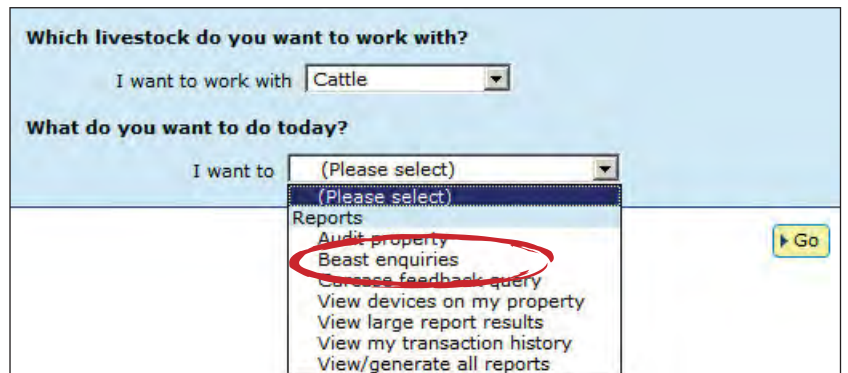 Which livestock do you want to work with?
I want to work with Cattle
What do you want to do today?
I want to (Please select)
(Please select)
Reports
Audit property
Go
Beast enquiries
Carcase feedback query
View devices on my property
View large report results
View my transaction history
View/generate all reports